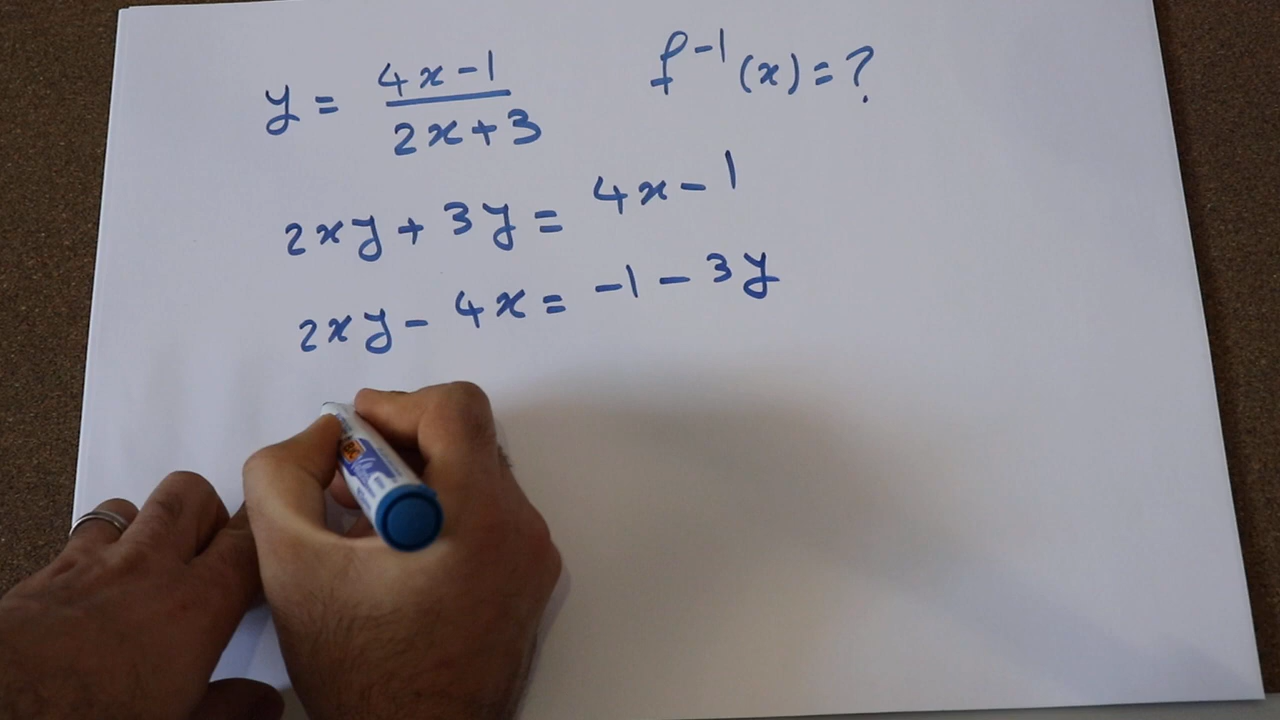 y = (4x-1)/(2x+3) f⁻¹(x)=?
2xy + 3y = 4x - 1
2xy - 4x = -1 - 3y